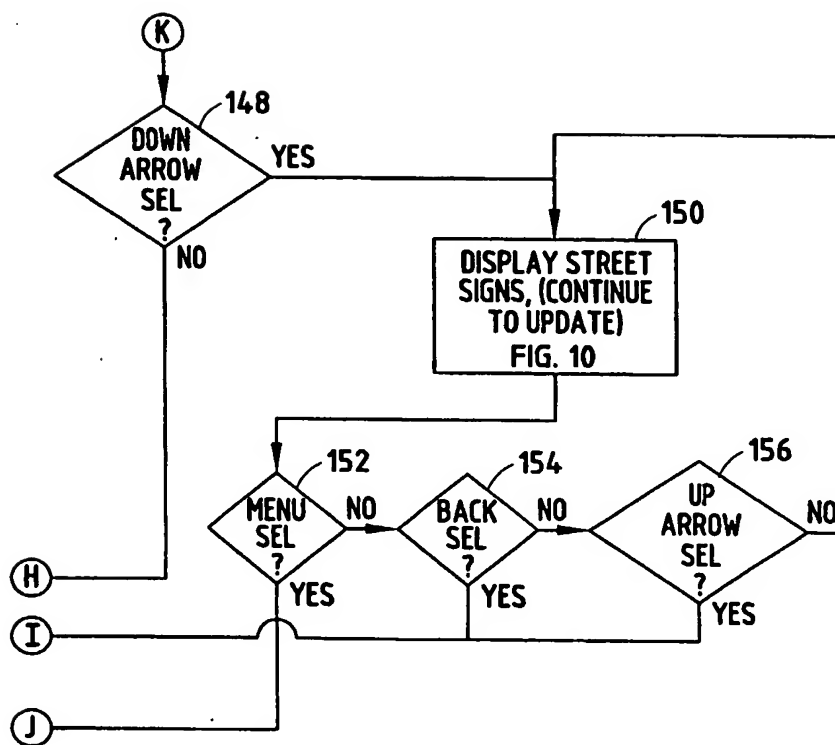 K
148
DOWN
ARROW
SEL
?
YES
NO
150
DISPLAY STREET
SIGNS, (CONTINUE
TO UPDATE)
FIG. 10
152
MENU
SEL
?
NO
YES
154
BACK
SEL
?
NO
YES
156
UP
ARROW
SEL
?
NO
YES
H
I
J